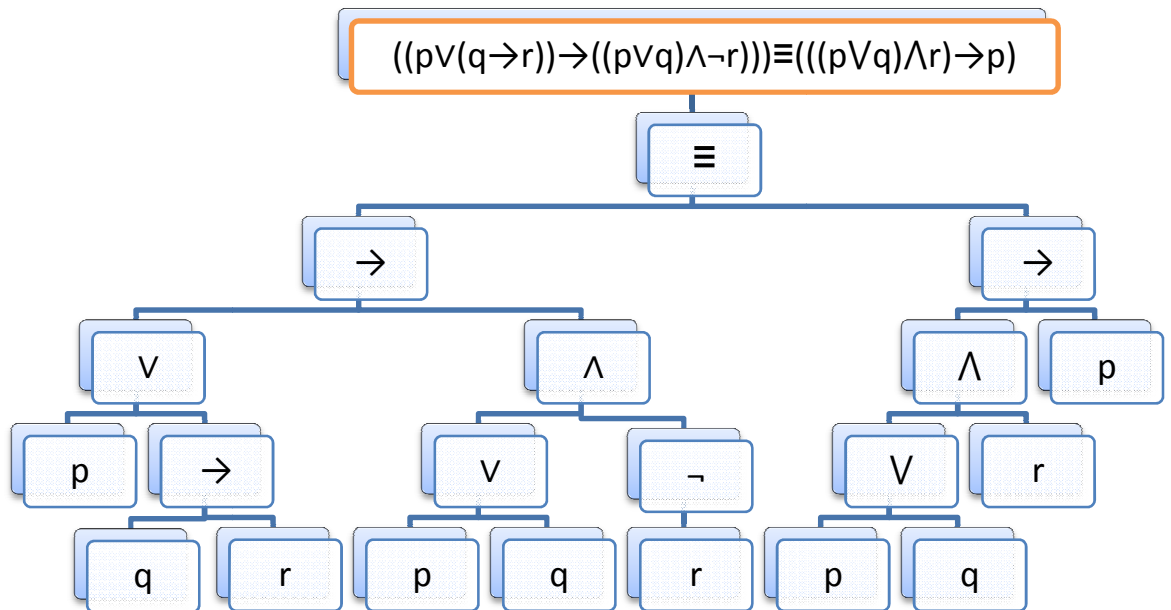 ((p∨(q→r))→((p∨q)∧¬r)))≡(((p⋁q)⋀r)→p)
≡
→ →
∨ ∧ ⋀ p
p → ∨ ¬ ⋁ r
q r p q r p q